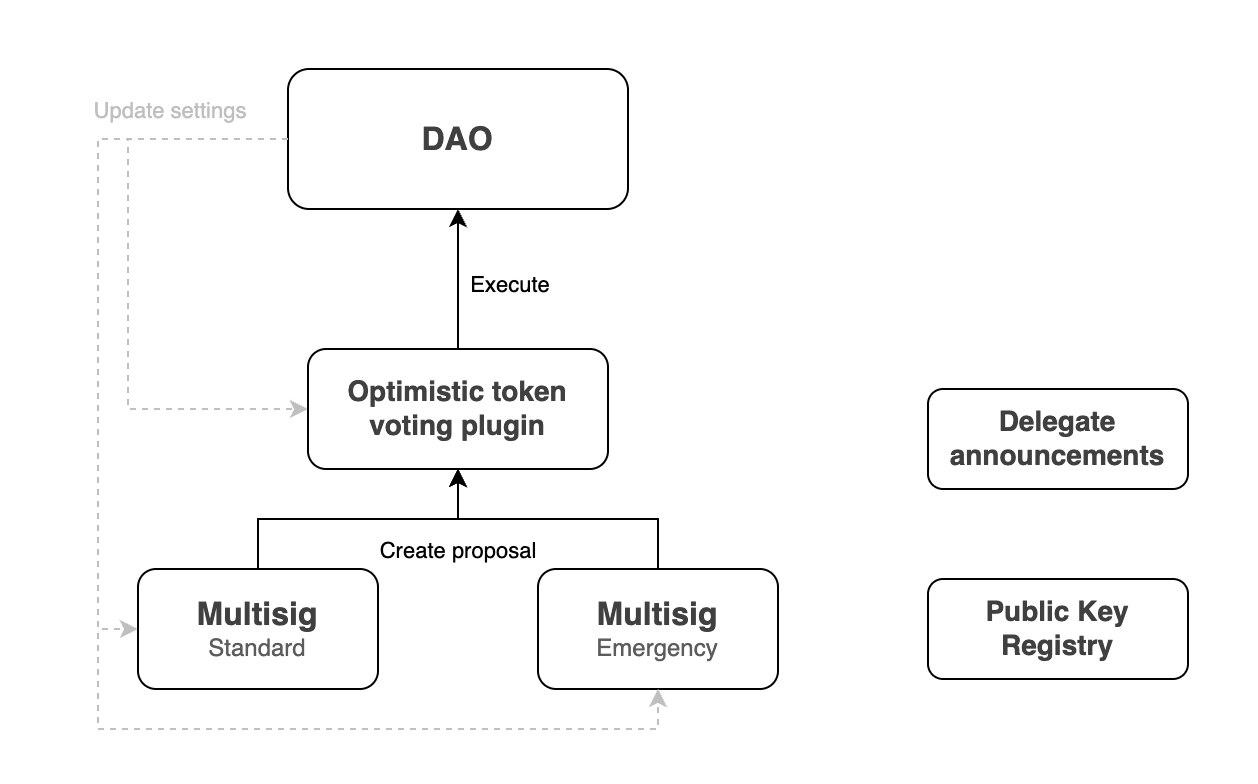 Update settings
DAO
Execute
Optimistic token
voting plugin
Delegate
announcements
Create proposal
Multisig
Standard
Multisig
Emergency
Public Key
Registry